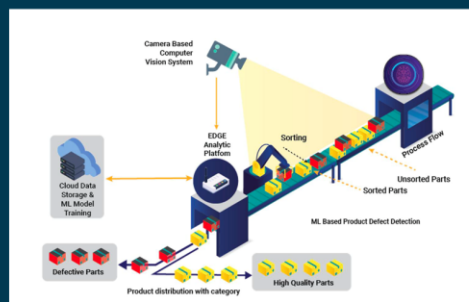 Camera Based
Computer
Vision System
EDGE
Analytic
Platfom
Sorting
Process Flow
Unsorted Parts
Sorted Parts
Cloud Data
Storage &
ML Model
Training
ML Based Product Defect Detection
Defective Parts
High Quality Parts
Product distribution with category